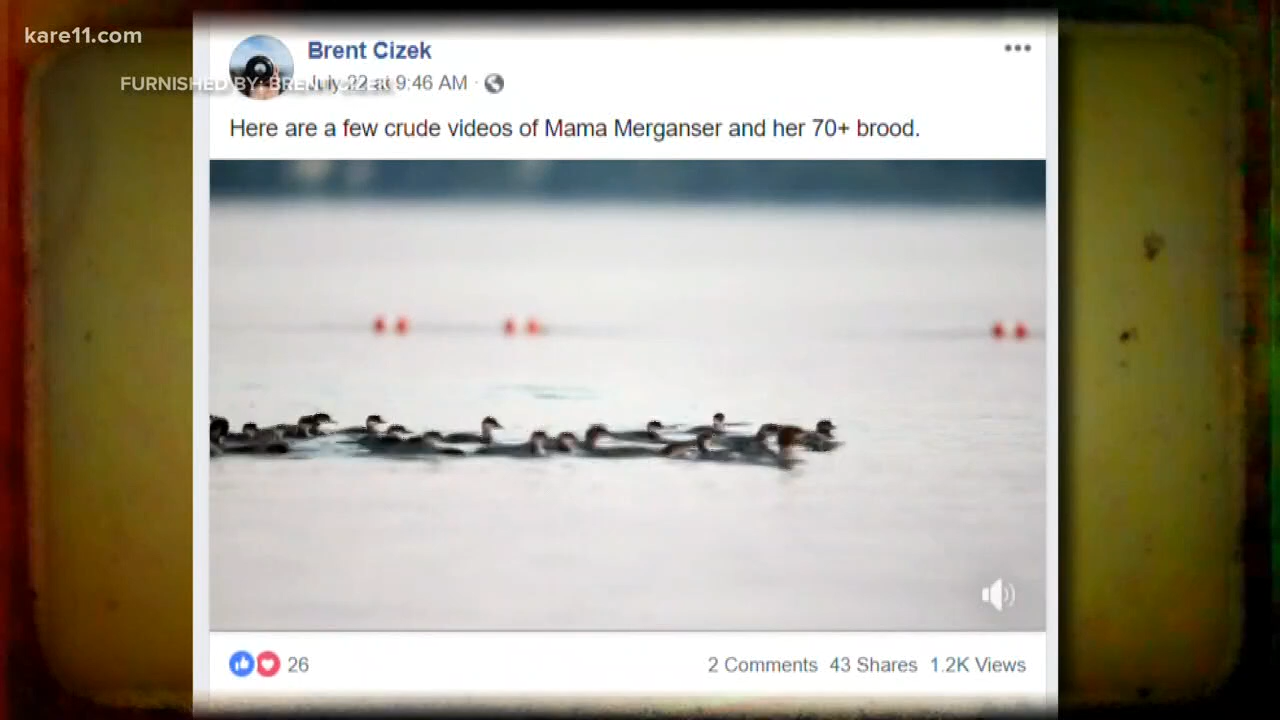 kare11.com
Brent Cizek
FURNISHED BY: BRENT
July 22 at 9:46 AM ·
Here are a few crude videos of Mama Merganser and her 70+ brood.
26
2 Comments 43 Shares 1.2K Views